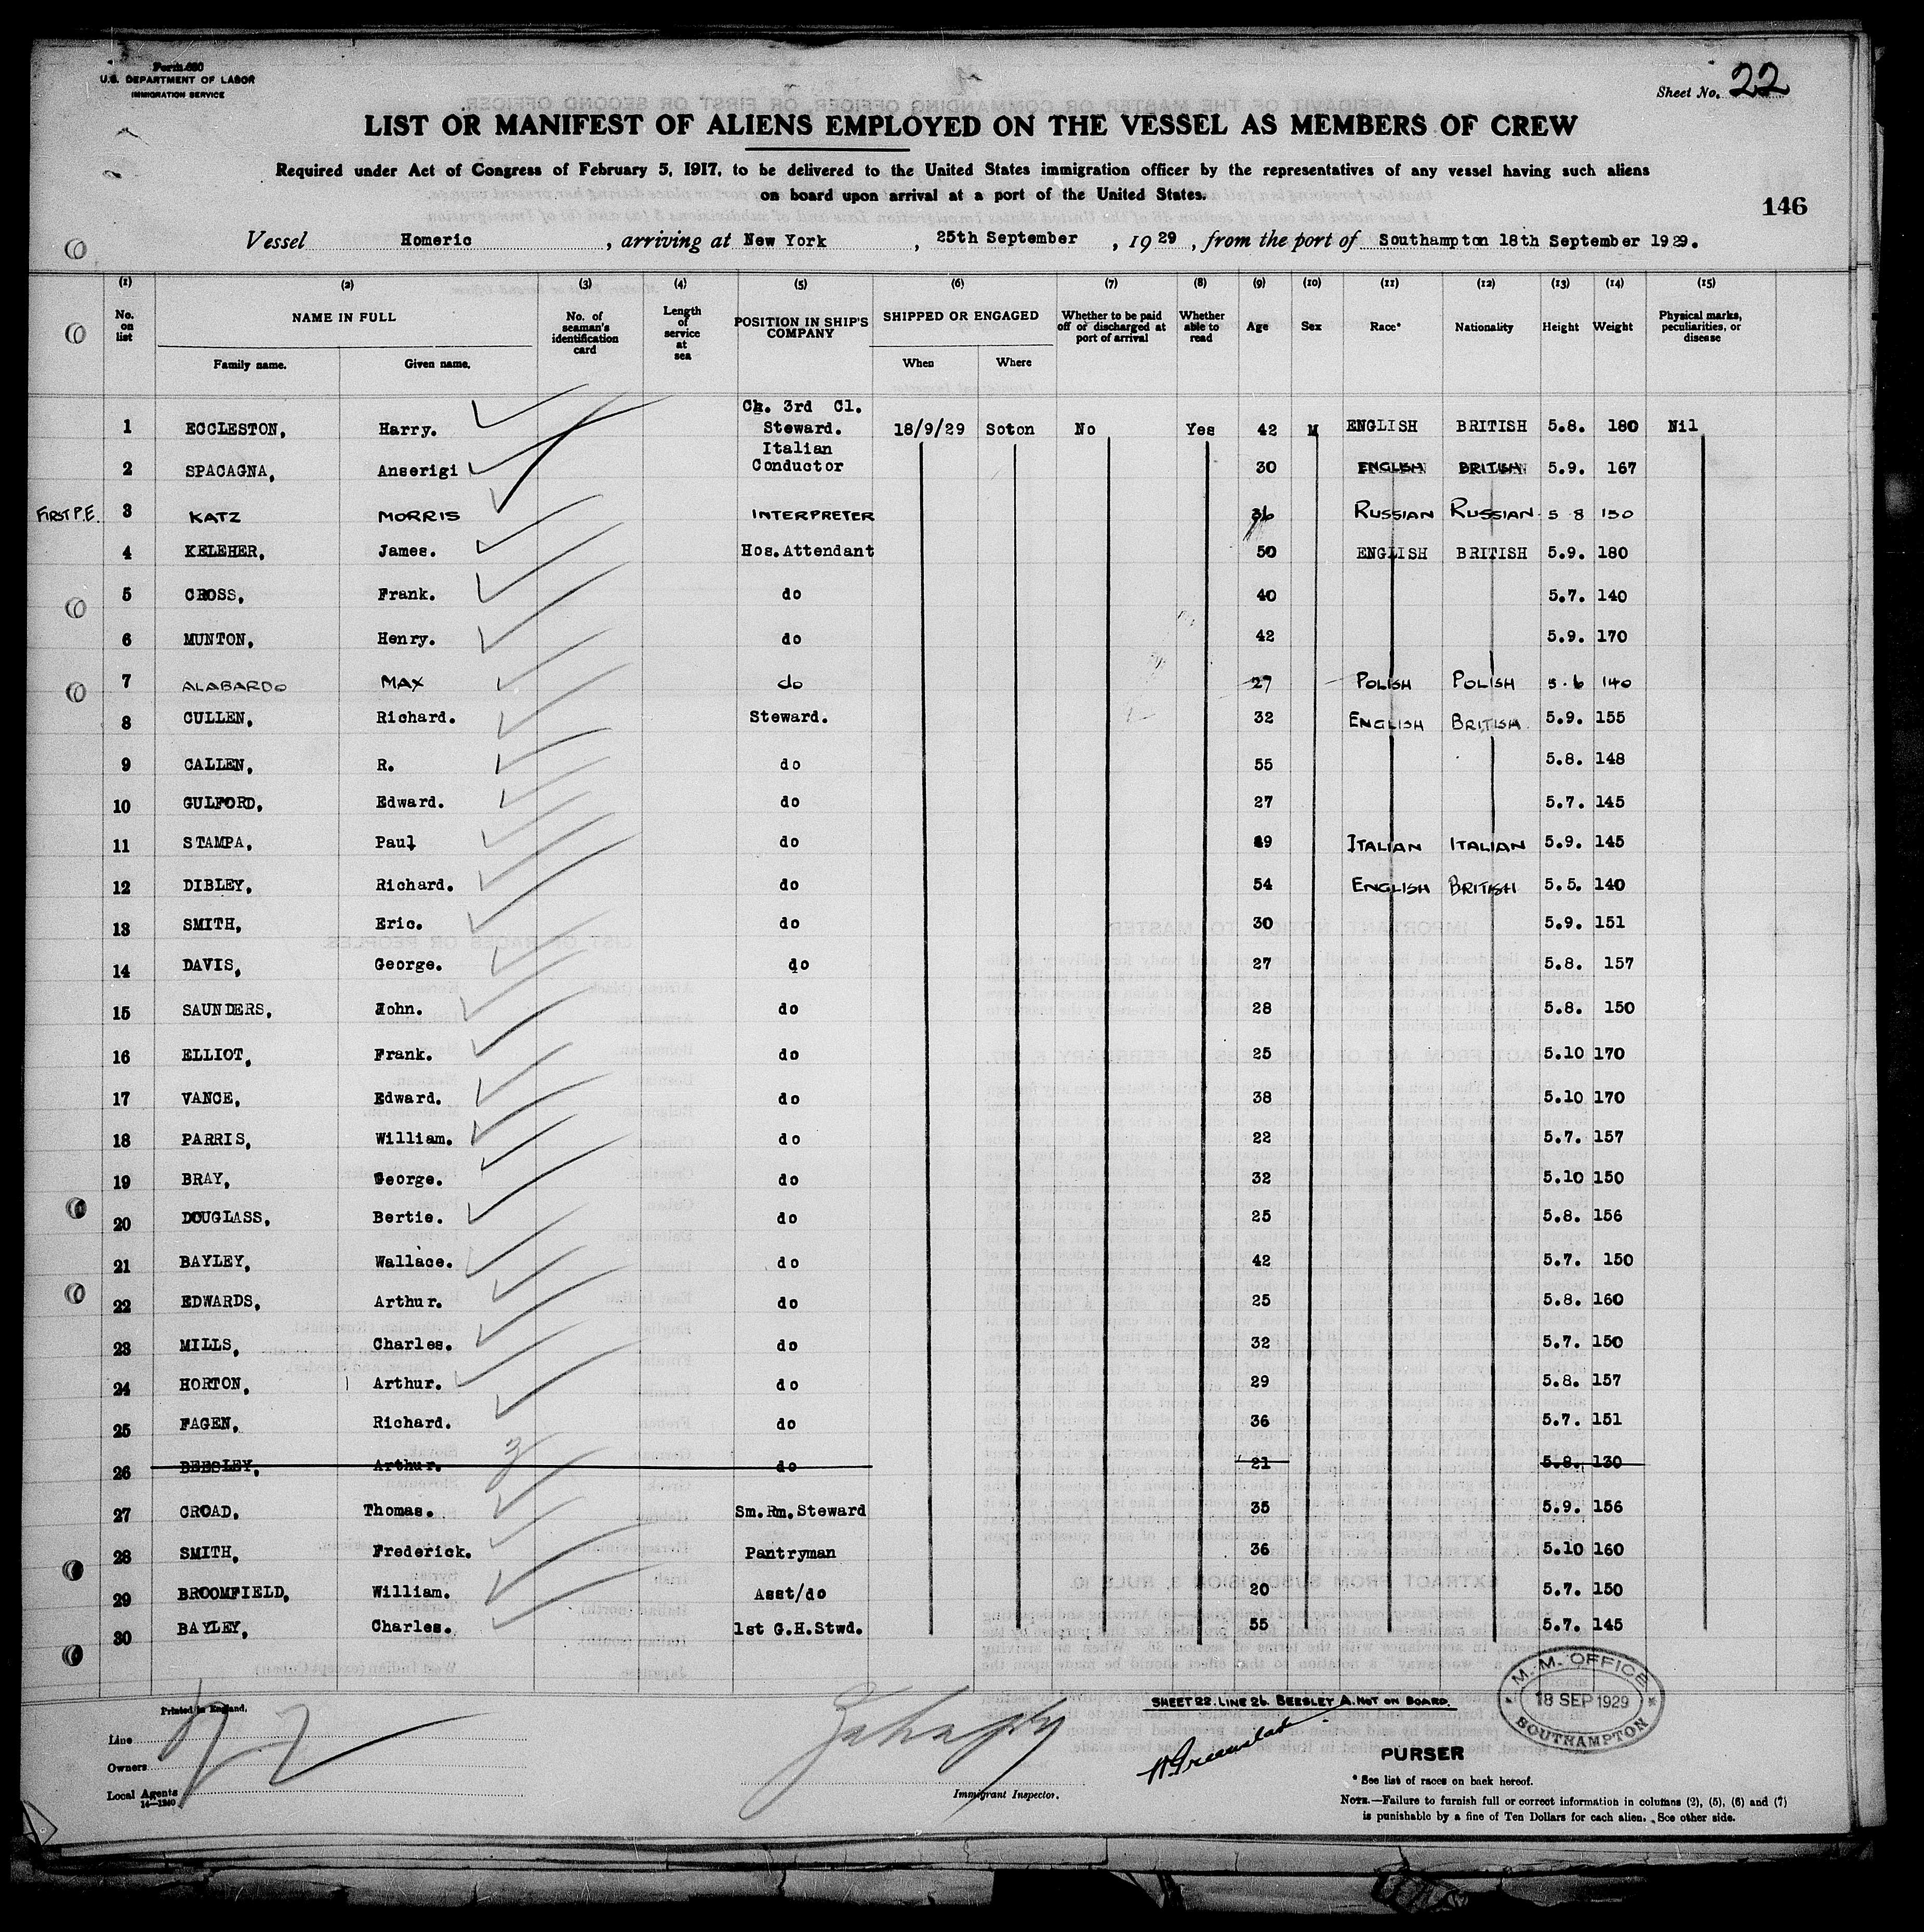 Form 680
U.S. DEPARTMENT OF LABOR
IMMIGRATION SERVICE
Sheet No. 22
LIST OR MANIFEST OF ALIENS EMPLOYED ON THE VESSEL AS MEMBERS OF CREW
Required under Act of Congress of February 5, 1917, to be delivered to the United States immigration officer by the representatives of any vessel having such aliens
on board upon arrival at a port of the United States.
146
Vessel Homeric, arriving at New York, 25th September, 1929, from the port of Southampton 18th September 1929.
(1) (2) (3) (4) (5) (6) (7) (8) (9) (10) (11) (12) (13) (14) (15)
No. on list NAME IN FULL No. of seaman's identification card Length of service at sea POSITION IN SHIP'S COMPANY SHIPPED OR ENGAGED Whether to be paid off or discharged at port of arrival Whether able to read Age Sex Race* Nationality Height Weight Physical marks, peculiarities, or disease
Family name. Given name. When Where
1 ECCLESTON, Harry. Ch. 3rd Cl. Steward. 18/9/29 Soton No Yes 42 M ENGLISH BRITISH 5.8. 180 Nil
2 SPACAGNA, Anserigi Italian Conductor 30 ENGLISH BRITISH 5.9. 167
FIRST P.E. 3 KATZ MORRIS INTERPRETER 36 RUSSIAN RUSSIAN 5 8 150
4 KELEHER, James. Hos.Attendant 50 ENGLISH BRITISH 5.9. 180
5 CROSS, Frank. do 40 5.7. 140
6 MUNTON, Henry. do 42 5.9. 170
7 ALABARDO MAX do 27 POLISH POLISH 5.6 140
8 CULLEN, Richard. Steward. 32 ENGLISH BRITISH 5.9. 155
9 CALLEN, R. do 55 5.8. 148
10 GULFORD, Edward. do 27 5.7. 145
11 STAMPA, Paul do 49 ITALIAN ITALIAN 5.9. 145
12 DIBLEY, Richard. do 54 ENGLISH BRITISH 5.5. 140
13 SMITH, Eric. do 30 5.9. 151
14 DAVIS, George. do 27 5.8. 157
15 SAUNDERS, John. do 28 5.8. 150
16 ELLIOT, Frank. do 25 5.10 170
17 VANCE, Edward. do 38 5.10 170
18 PARRIS, William. do 22 5.7. 157
19 BRAY, George. do 32 5.10 150
20 DOUGLASS, Bertie. do 25 5.8. 156
21 BAYLEY, Wallace. do 42 5.7. 150
22 EDWARDS, Arthur. do 25 5.8. 160
23 MILLS, Charles. do 32 5.7. 150
24 HORTON, Arthur. do 29 5.8. 157
25 FAGEN, Richard. do 36 5.7. 151
26 BEESLEY, Arthur. do 21 5.8. 130
27 CROAD, Thomas. Sm.Rm.Steward 35 5.9. 156
28 SMITH, Frederick. Pantryman 36 5.10 160
29 BROOMFIELD, William. Asst/do 20 5.7. 150
30 BAYLEY, Charles. 1st G.H.Stwd. 55 5.7. 145
SHEET 22. LINE 26. BEESLEY A. NOT ON BOARD.
M.M. OFFICE
18 SEP 1929
SOUTHAMPTON
Printed in England.
Line
Owners
Local Agents
14—1240
Immigrant Inspector.
PURSER
* See list of races on back hereof.
NOTE.—Failure to furnish full or correct information in columns (2), (5), (6) and (7)
is punishable by a fine of Ten Dollars for each alien. See other side.